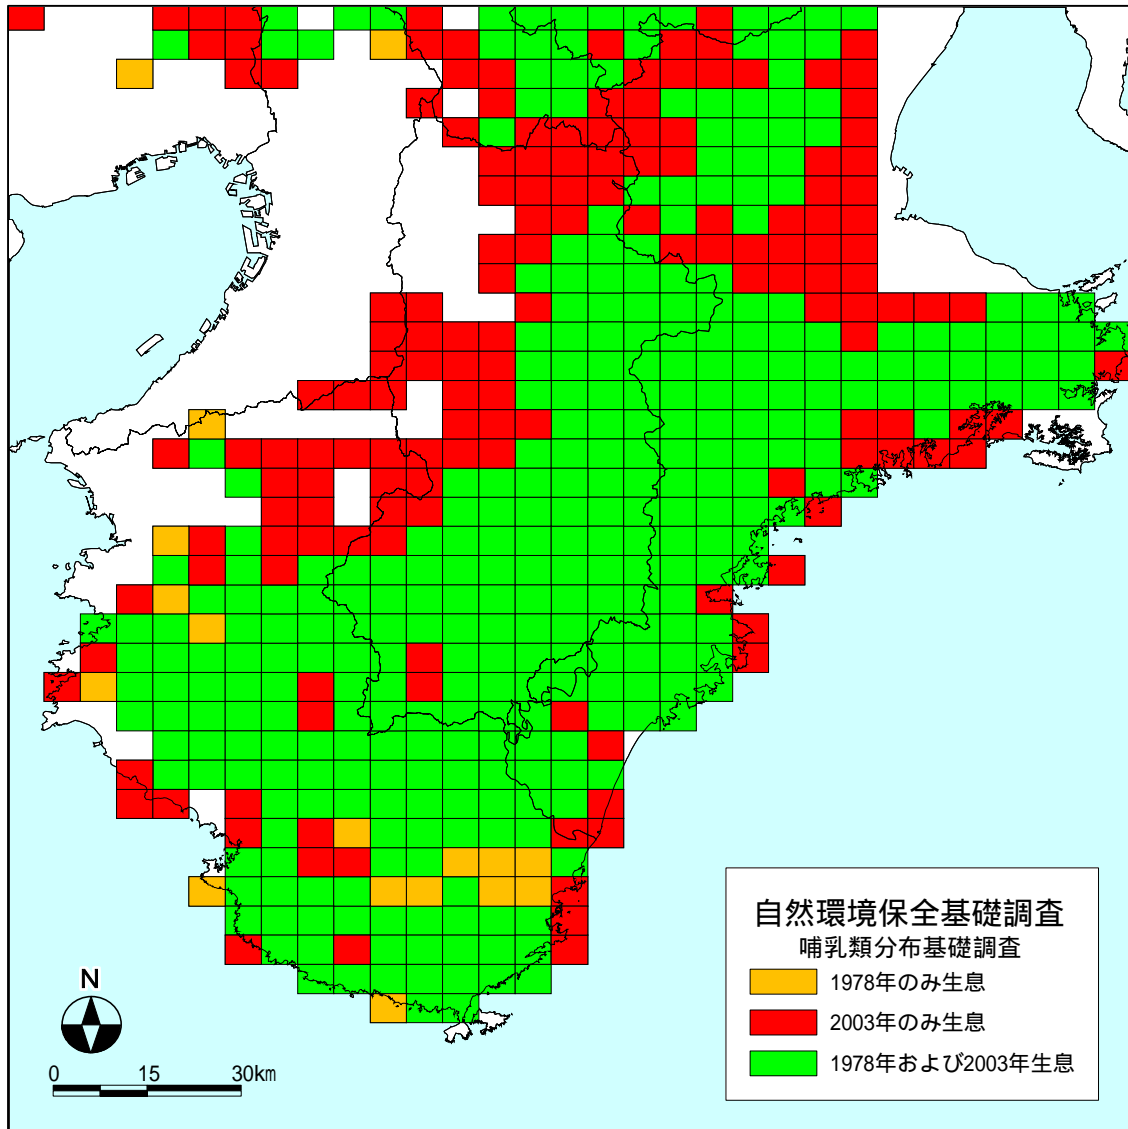 自然環境保全基礎調査
哺乳類分布基礎調査
1978年のみ生息
2003年のみ生息
1978年および2003年生息
N
0 15 30km